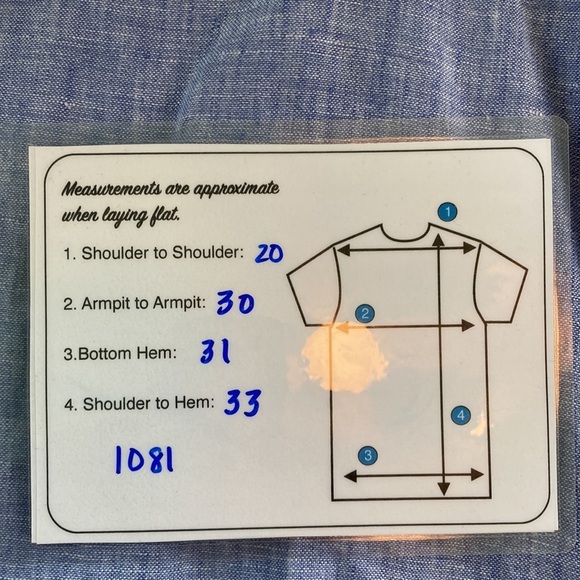 Measurements are approximate
when laying flat.
1. Shoulder to Shoulder: 20
2. Armpit to Armpit: 30
3.Bottom Hem: 31
4. Shoulder to Hem: 33
1081
1
2
4
3